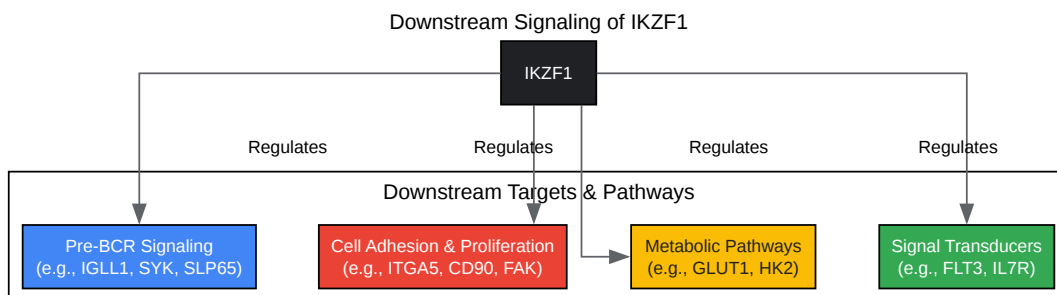 Downstream Signaling of IKZF1
IKZF1
Regulates
Regulates
Regulates
Regulates
Downstream Targets & Pathways
Pre-BCR Signaling
(e.g., IGLL1, SYK, SLP65)
Cell Adhesion & Proliferation
(e.g., ITGA5, CD90, FAK)
Metabolic Pathways
(e.g., GLUT1, HK2)
Signal Transducers
(e.g., FLT3, IL7R)